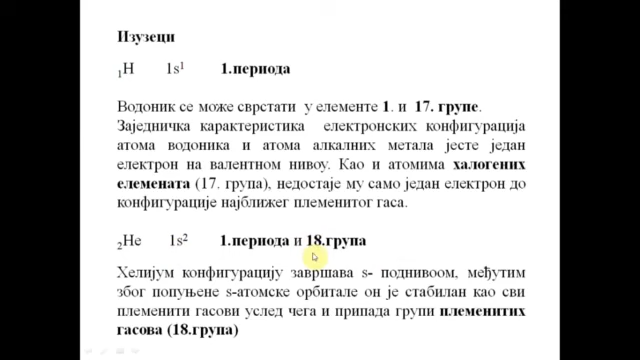 Изузеци
₁H 1s¹ 1.периода
Водоник се може сврстати у елементе 1. и 17. групе.
Заједничка карактеристика електронских конфигурација
атома водоника и атома алкалних метала јесте један
електрон на валентном нивоу. Као и атомима халогених
елемената (17. група), недостаје му само један електрон до
конфигурације најближег племенитог гаса.
₂He 1s² 1.периода и 18.група
Хелијум конфигурацију завршава s- поднивоом, међутим
због попуњене s-атомске орбитале он је стабилан као сви
племенити гасови услед чега и припада групи племенитих
гасова (18.група)